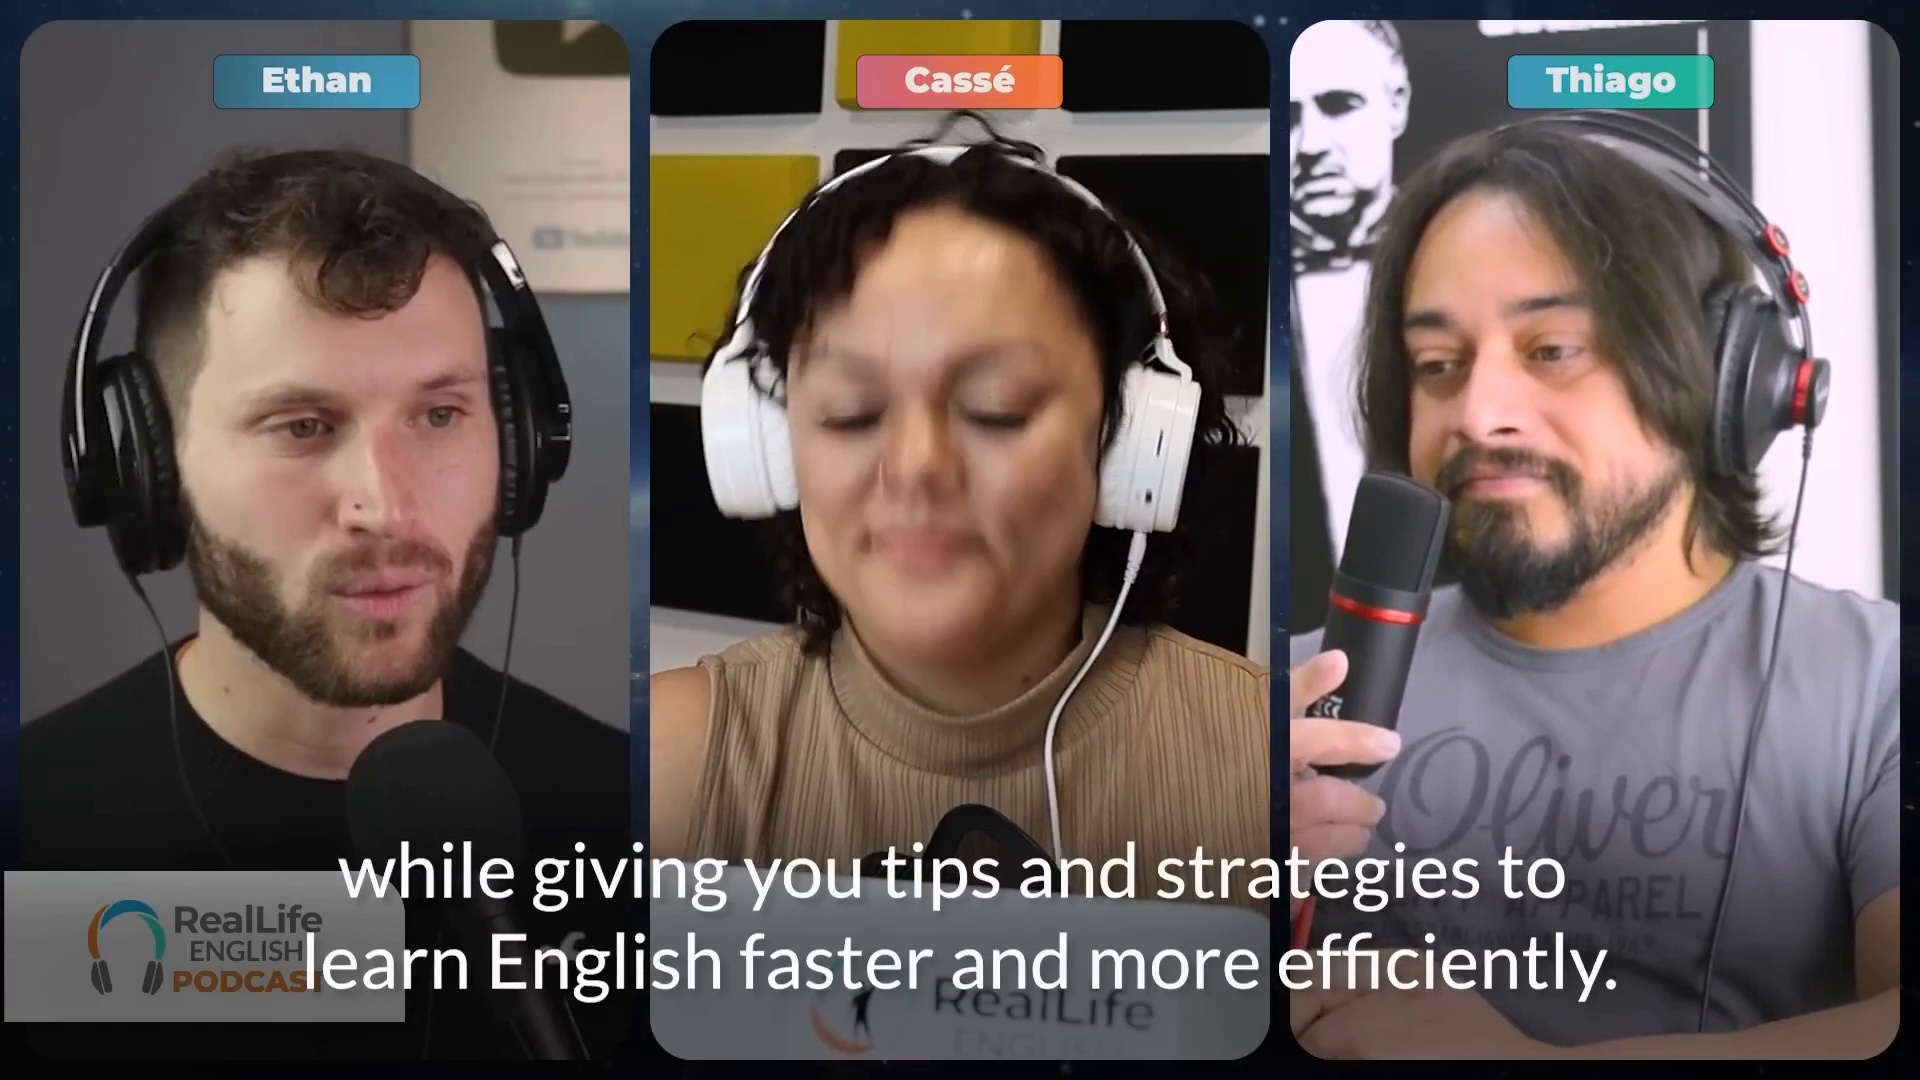 Ethan
Cassé
Thiago
while giving you tips and strategies to
learn English faster and more efficiently.
RealLife
ENGLISH
PODCAST
RealLife
ENGLISH
Oliver
APPAREL